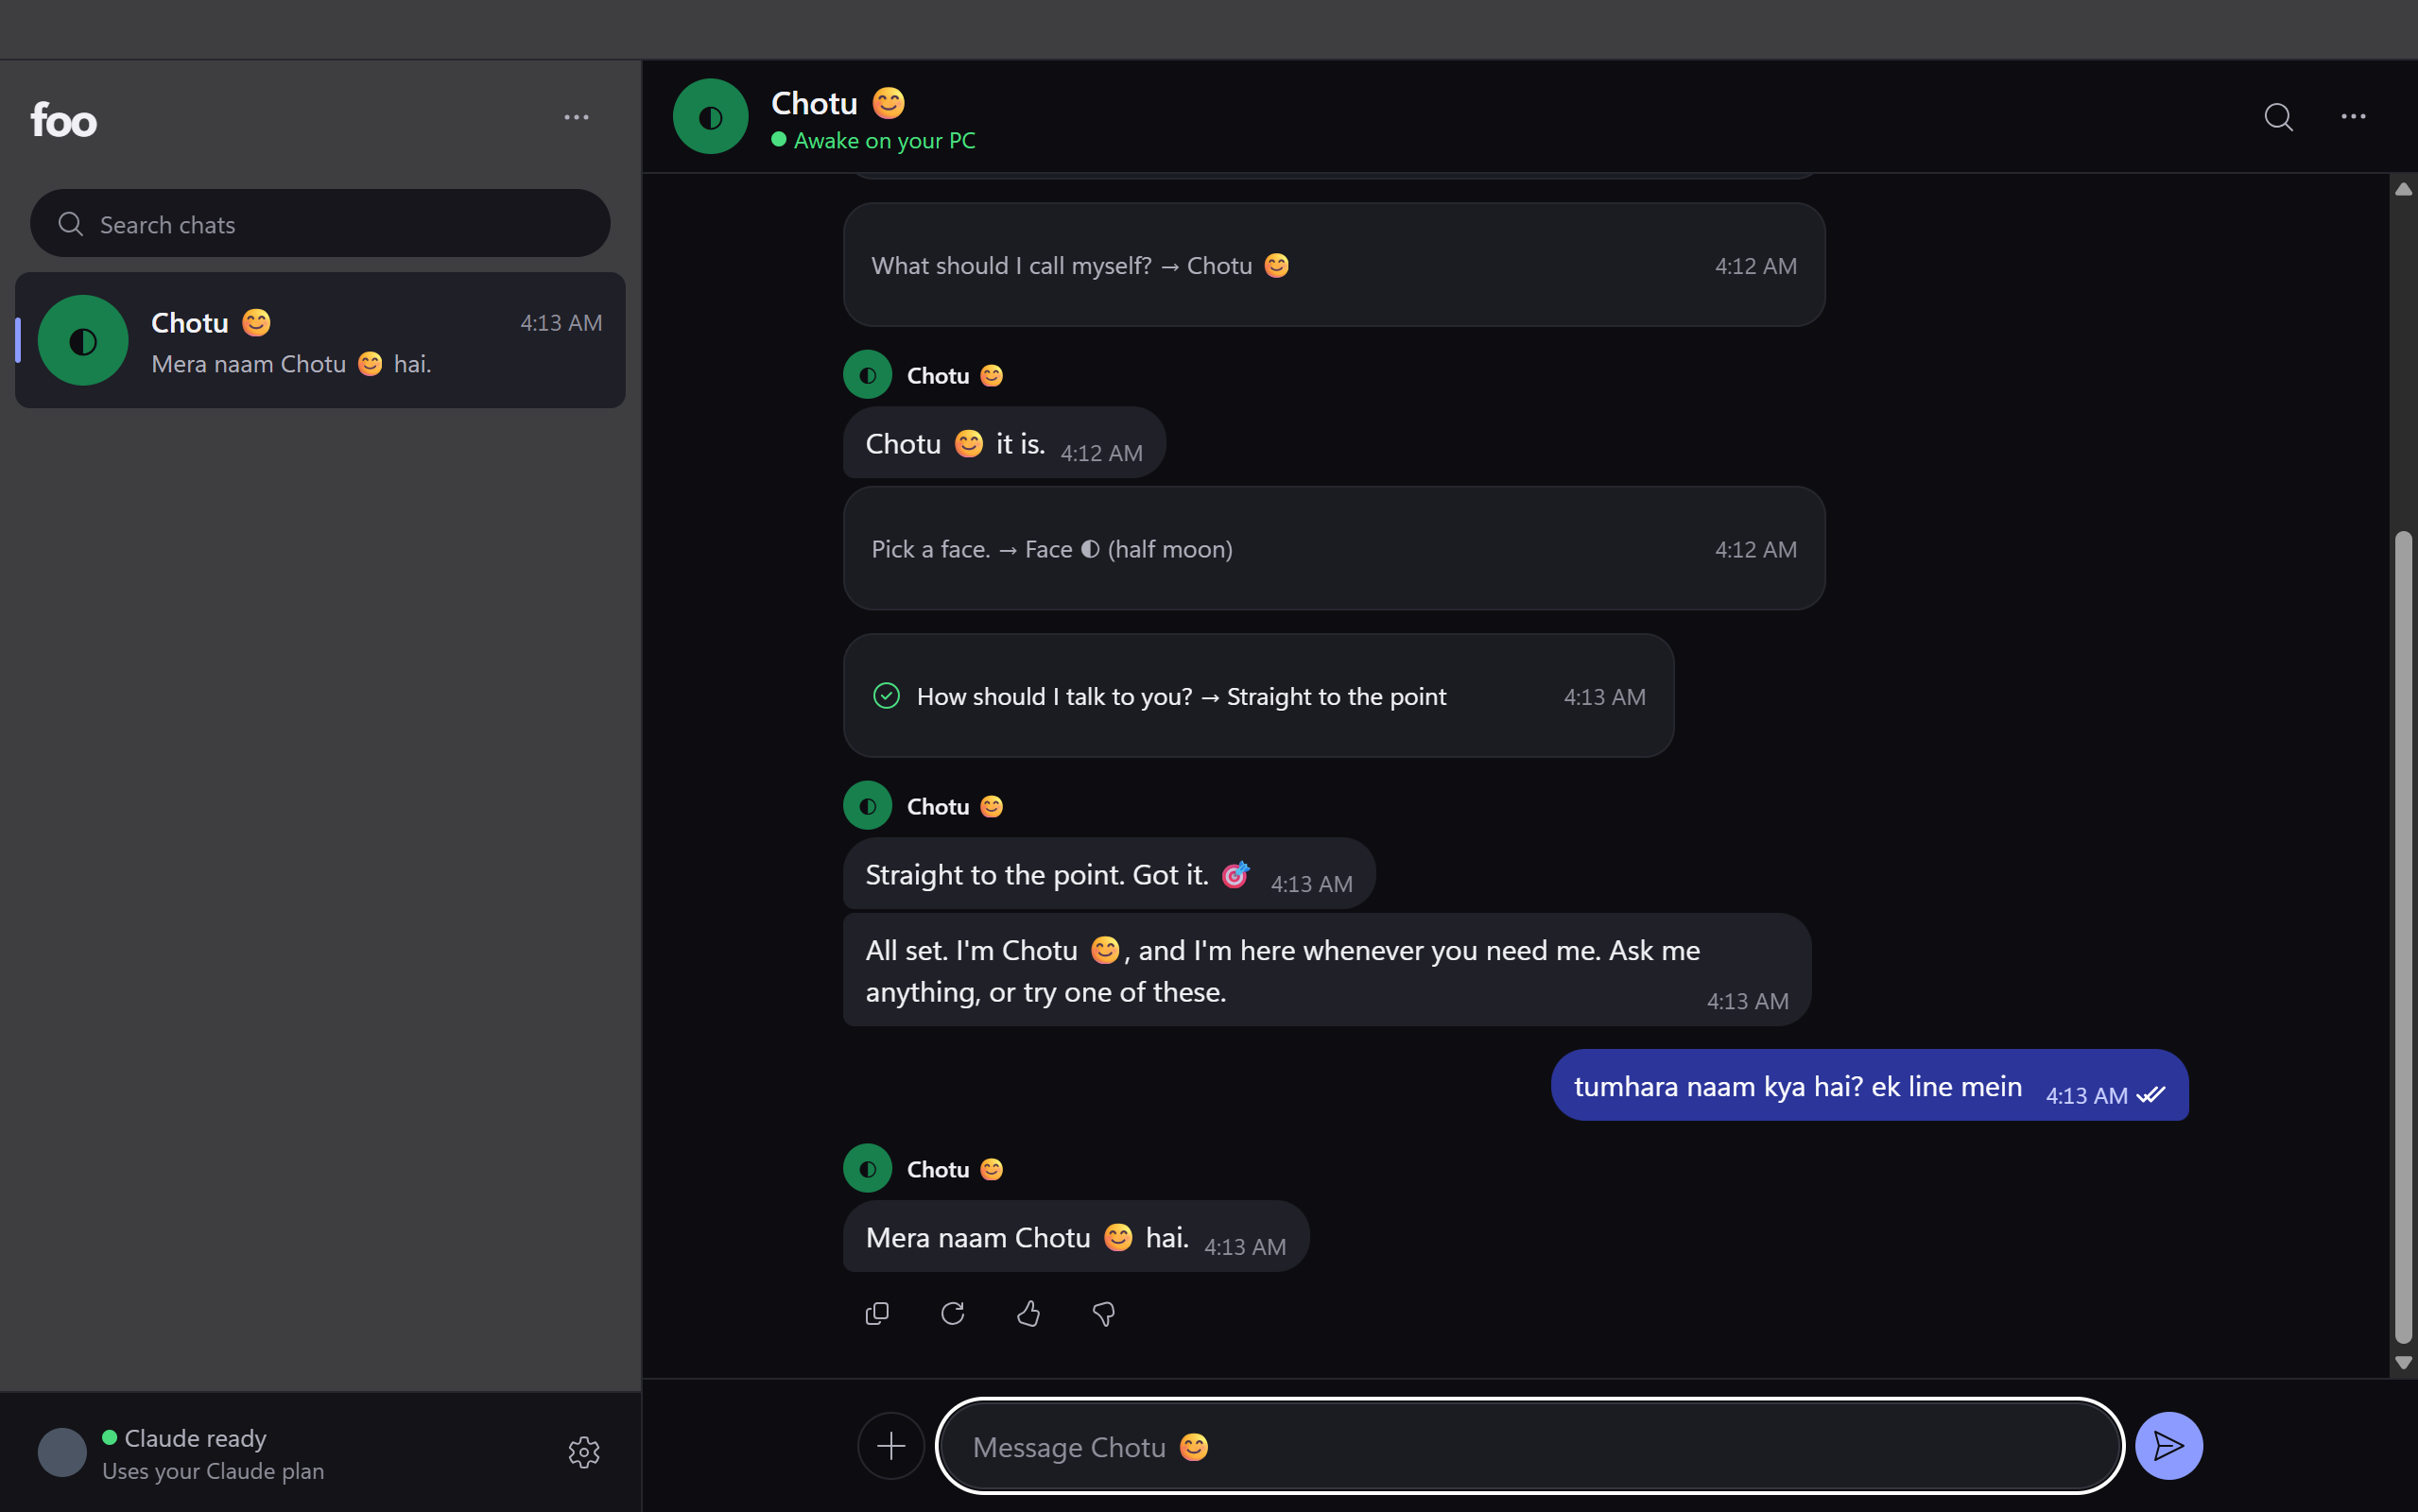 foo
Search chats
Chotu 😊
4:13 AM
Mera naam Chotu 😊 hai.
Claude ready
Uses your Claude plan
Chotu 😊
Awake on your PC
What should I call myself? → Chotu 😊
4:12 AM
Chotu 😊
Chotu 😊 it is. 4:12 AM
Pick a face. → Face ◐ (half moon)
4:12 AM
How should I talk to you? → Straight to the point
4:13 AM
Chotu 😊
Straight to the point. Got it. 🎯 4:13 AM
All set. I'm Chotu 😊, and I'm here whenever you need me. Ask me
anything, or try one of these.
4:13 AM
tumhara naam kya hai? ek line mein 4:13 AM
Chotu 😊
Mera naam Chotu 😊 hai. 4:13 AM
Message Chotu 😊